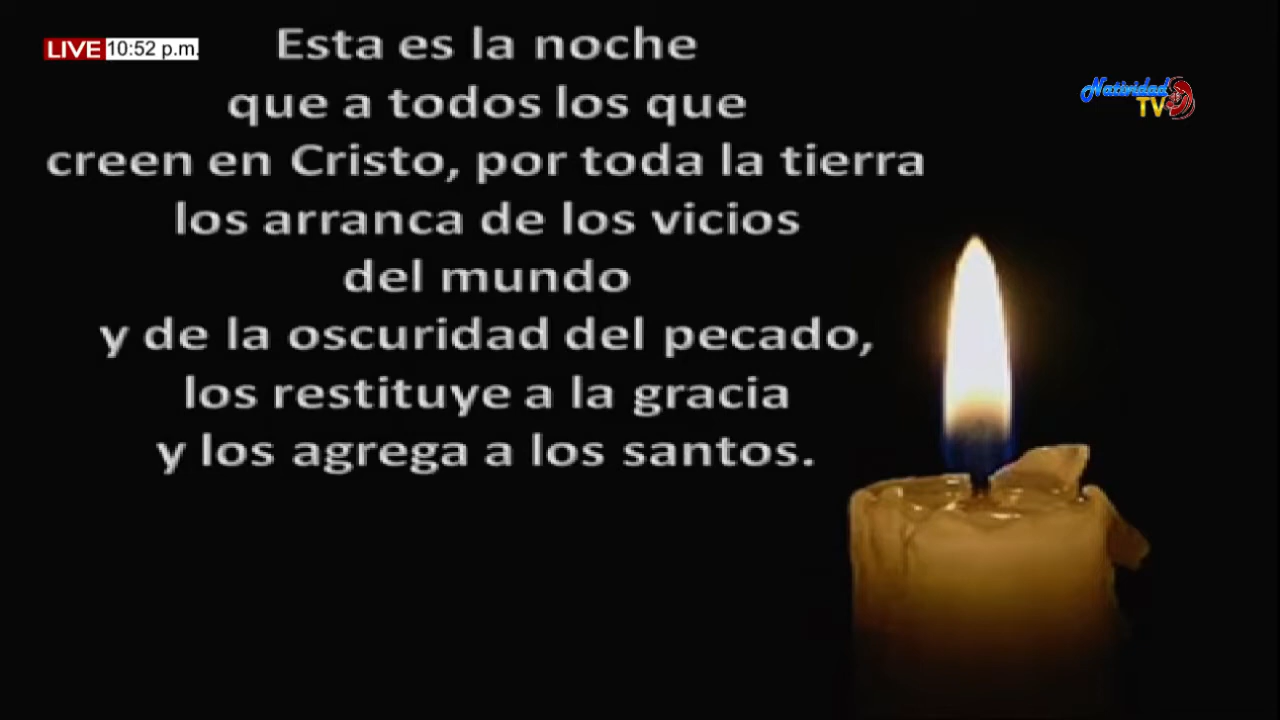 LIVE 10:52 p.m.
Natividad
TV
Esta es la noche
que a todos los que
creen en Cristo, por toda la tierra
los arranca de los vicios
del mundo
y de la oscuridad del pecado,
los restituye a la gracia
y los agrega a los santos.